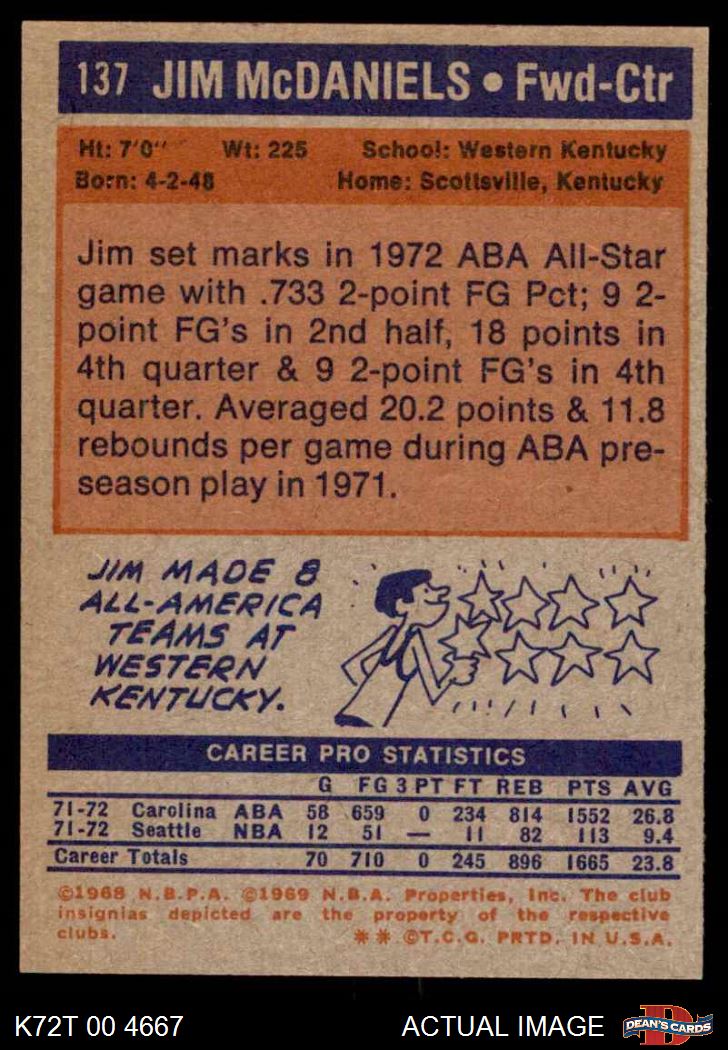 137 JIM McDANIELS • Fwd-Ctr
Ht: 7'0" Wt: 225 School: Western Kentucky
Born: 4-2-48 Home: Scottsville, Kentucky
Jim set marks in 1972 ABA All-Star
game with .733 2-point FG Pct; 9 2-
point FG's in 2nd half, 18 points in
4th quarter & 9 2-point FG's in 4th
quarter. Averaged 20.2 points & 11.8
rebounds per game during ABA pre-
season play in 1971.
JIM MADE 8
ALL-AMERICA
TEAMS AT
WESTERN
KENTUCKY.
CAREER PRO STATISTICS
G FG 3 PT FT REB PTS AVG
71-72 Carolina ABA 58 659 0 234 814 1552 26.8
71-72 Seattle NBA 12 51 — 11 82 113 9.4
Career Totals 70 710 0 245 896 1665 23.8
©1968 N.B.P.A. ©1969 N.B.A. Properties, Inc. The club
insignias depicted are the property of the respective
clubs. ** ©T.C.G. PRTD. IN U.S.A.
K72T 00 4667 ACTUAL IMAGE D DEAN'S CARDS